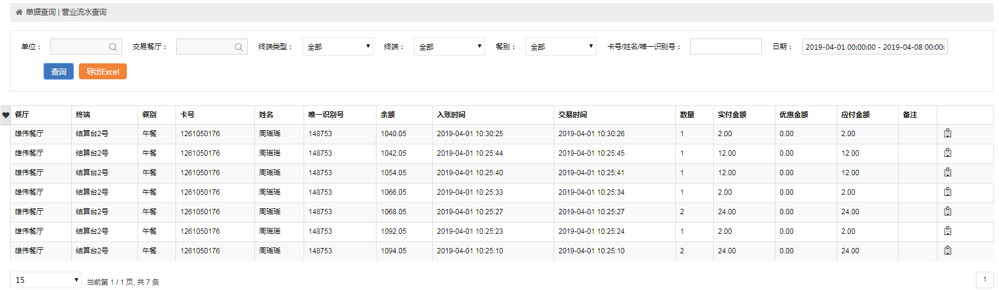 单据查询 | 营业流水查询
单位： 交易餐厅： 终端类型： 全部 终端： 全部 餐别： 全部 卡号/姓名/唯一识别号： 日期： 2019-04-01 00:00:00 - 2019-04-08 00:00:
查询 导出Excel
餐厅 终端 餐别 卡号 姓名 唯一识别号 余额 入账时间 交易时间 数量 实付金额 优惠金额 应付金额 备注
雄伟餐厅 结算台2号 午餐 1261050176 周瑶瑶 148753 1040.05 2019-04-01 10:30:25 2019-04-01 10:30:26 1 2.00 0.00 2.00
雄伟餐厅 结算台2号 午餐 1261050176 周瑶瑶 148753 1042.05 2019-04-01 10:25:44 2019-04-01 10:25:45 1 12.00 0.00 12.00
雄伟餐厅 结算台2号 午餐 1261050176 周瑶瑶 148753 1054.05 2019-04-01 10:25:40 2019-04-01 10:25:41 1 12.00 0.00 12.00
雄伟餐厅 结算台2号 午餐 1261050176 周瑶瑶 148753 1066.05 2019-04-01 10:25:33 2019-04-01 10:25:34 1 2.00 0.00 2.00
雄伟餐厅 结算台2号 午餐 1261050176 周瑶瑶 148753 1068.05 2019-04-01 10:25:27 2019-04-01 10:25:27 2 24.00 0.00 24.00
雄伟餐厅 结算台2号 午餐 1261050176 周瑶瑶 148753 1092.05 2019-04-01 10:25:23 2019-04-01 10:25:24 1 2.00 0.00 2.00
雄伟餐厅 结算台2号 午餐 1261050176 周瑶瑶 148753 1094.05 2019-04-01 10:25:10 2019-04-01 10:25:10 2 24.00 0.00 24.00
15 当前第 1 / 1 页, 共 7 条 1